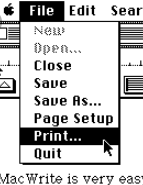 File Edit Sear
New
Open...
Close
Save
Save As...
Page Setup
Print...
Quit
MacWrite is very easy